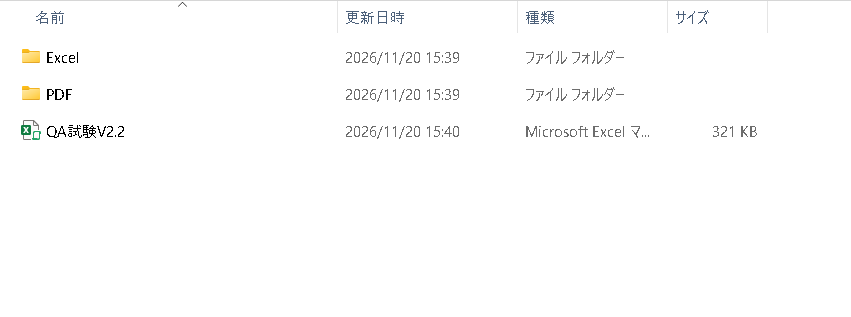 名前 更新日時 種類 サイズ
Excel 2026/11/20 15:39 ファイル フォルダー
PDF 2026/11/20 15:39 ファイル フォルダー
QA試験V2.2 2026/11/20 15:40 Microsoft Excel マ... 321 KB